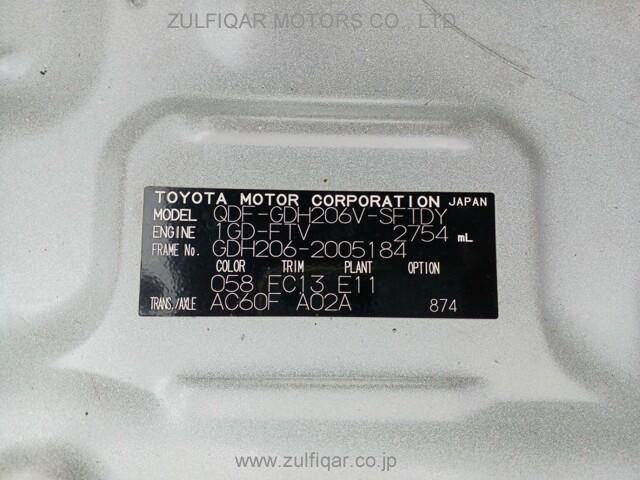 ZULFIQAR MOTORS CO.,LTD
TOYOTA MOTOR CORPORATION JAPAN
MODEL QDF-GDH206V-SFTDY
ENGINE 1GD-FTV 2754 mL
FRAME No. GDH206-2005184
COLOR TRIM PLANT OPTION
058 EC13 E11
TRANS./AXLE AC60F A02A 874
www.zulfiqar.co.jp